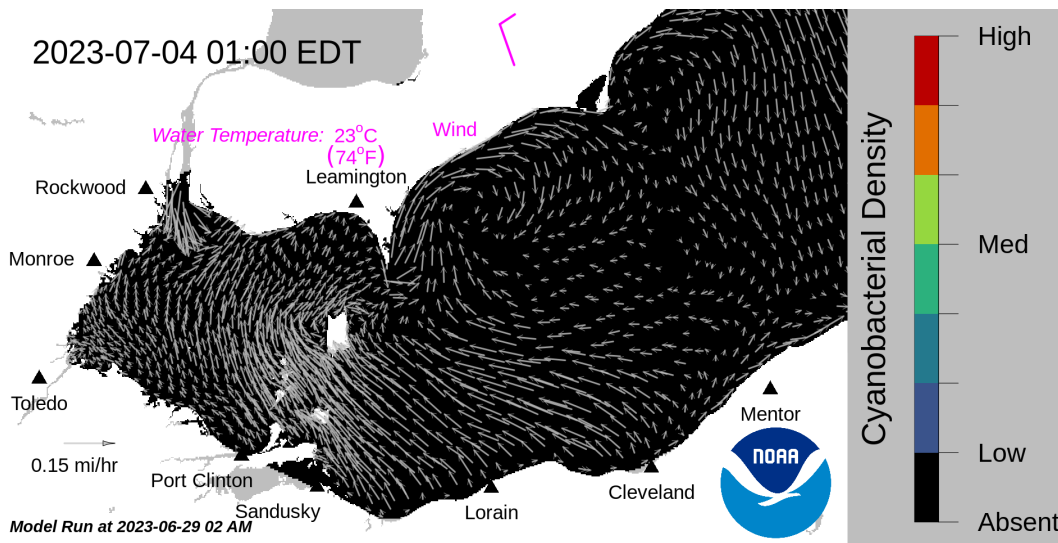 2023-07-04 01:00 EDT
High
Water Temperature: 23°C
(74°F)
Wind
Leamington
Rockwood
Monroe
Med
Cyanobacterial Density
Toledo
Mentor
0.15 mi/hr
NOAA
Low
Port Clinton
Sandusky
Lorain
Cleveland
Model Run at 2023-06-29 02 AM
Absent